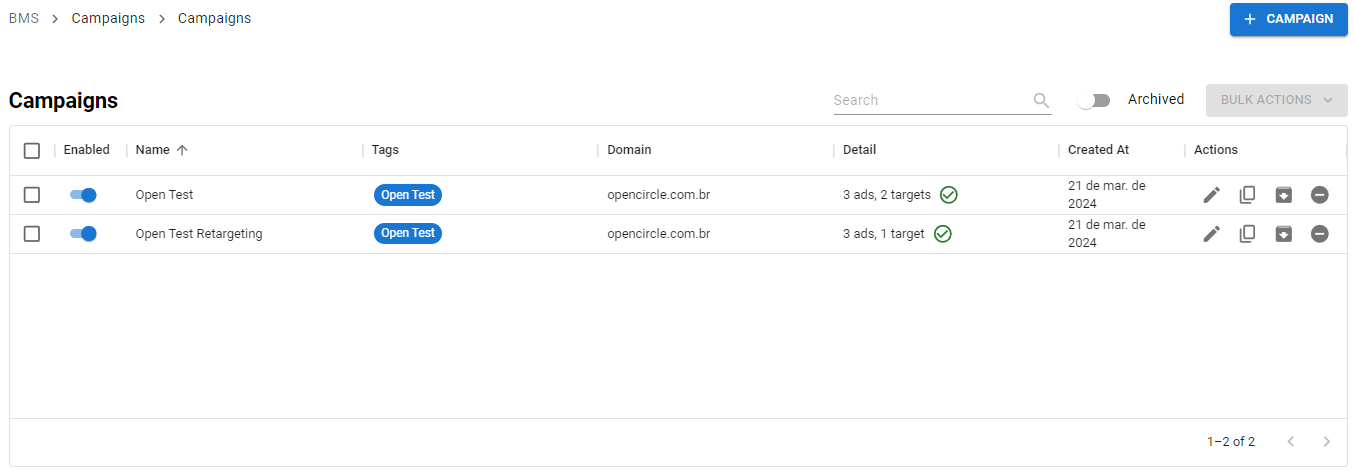 BMS > Campaigns > Campaigns
+ CAMPAIGN
Campaigns
Search
Archived
BULK ACTIONS
Enabled Name Tags Domain Detail Created At Actions
Open Test Open Test opencircle.com.br 3 ads, 2 targets 21 de mar. de
2024
Open Test Retargeting Open Test opencircle.com.br 3 ads, 1 target 21 de mar. de
2024
1–2 of 2